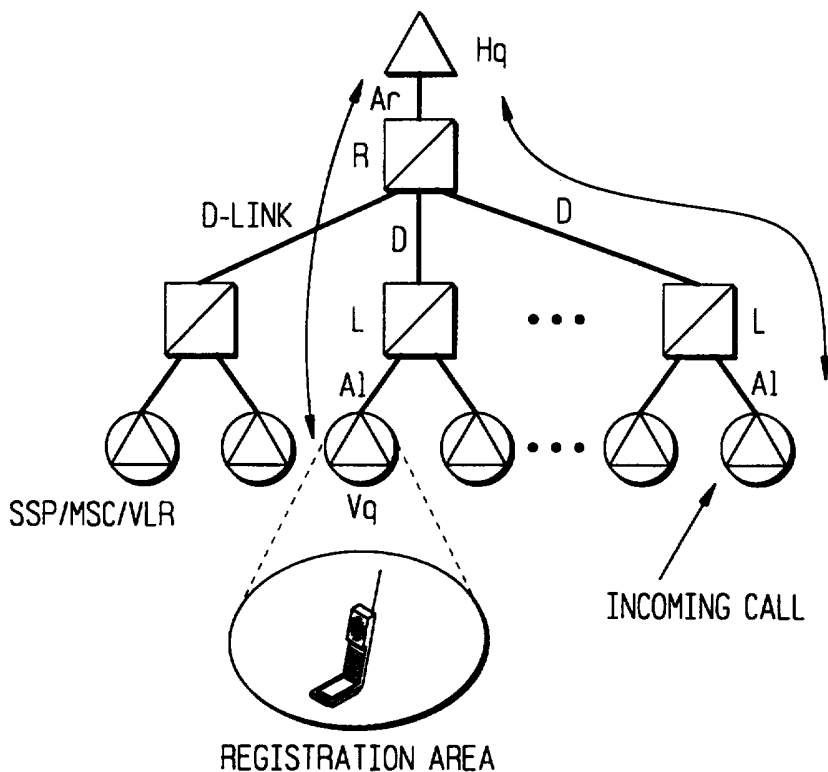 Hq
Ar
R
D-LINK
D
D
L
L
Al
Al
SSP/MSC/VLR
Vq
INCOMING CALL
REGISTRATION AREA